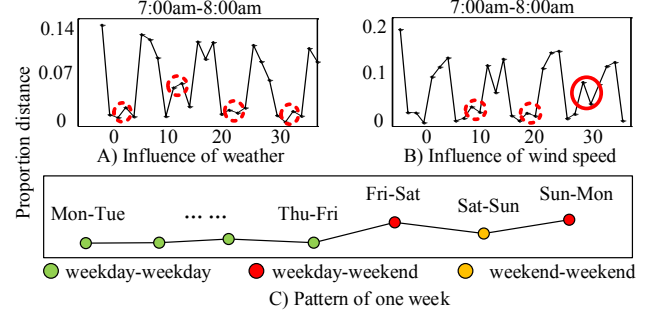 7:00am-8:00am
7:00am-8:00am
0.14
0.07
0
0 10 20 30
A) Influence of weather
0.2
0.1
0
0 10 20 30
B) Influence of wind speed
Proportion distance
Mon-Tue ... ... Thu-Fri Fri-Sat Sat-Sun Sun-Mon
weekday-weekday weekday-weekend weekend-weekend
C) Pattern of one week